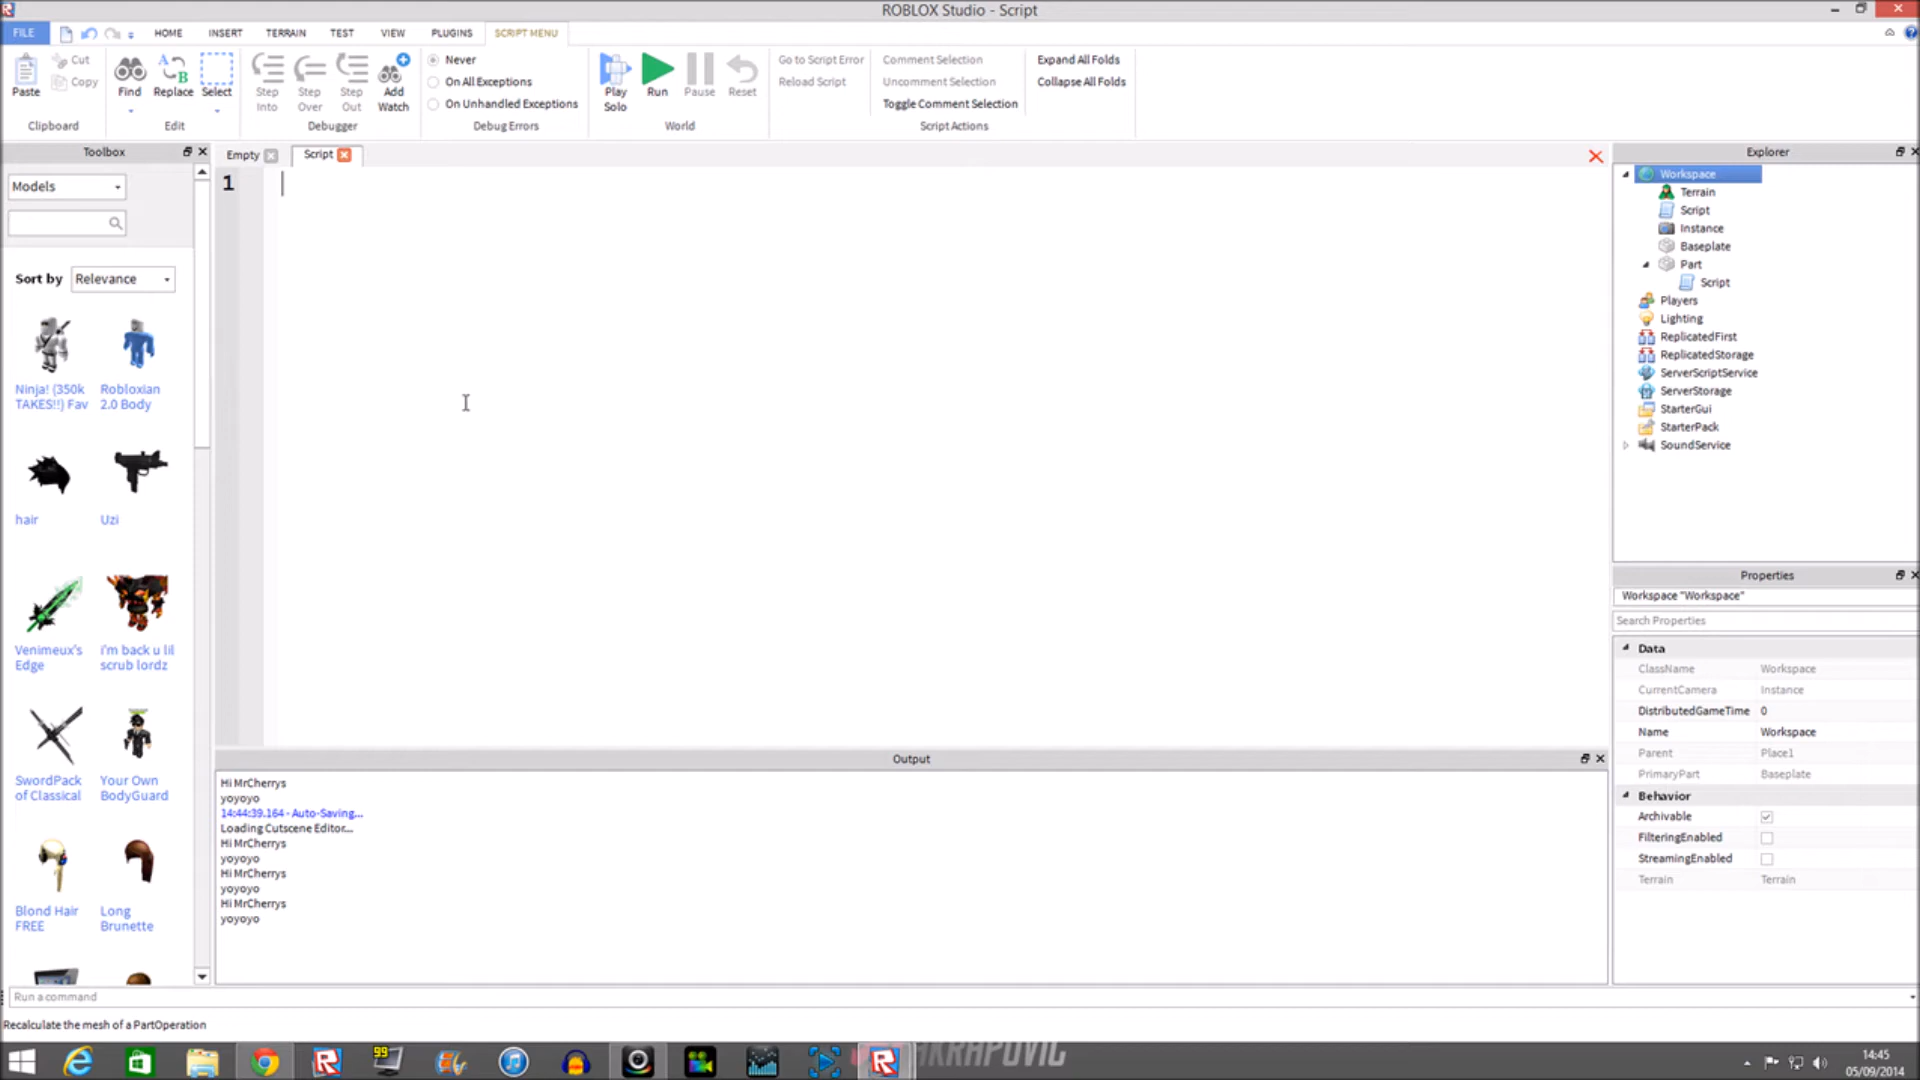 ROBLOX Studio - Script
FILE HOME INSERT TERRAIN TEST VIEW PLUGINS SCRIPT MENU
Paste
Cut
Copy
Clipboard
Find Replace Select
Edit
Step Into
Step Over
Step Out
Add Watch
Debugger
Never
On All Exceptions
On Unhandled Exceptions
Debug Errors
Play Solo
Run Pause Reset
World
Go to Script Error
Reload Script
Comment Selection
Uncomment Selection
Toggle Comment Selection
Script Actions
Expand All Folds
Collapse All Folds
Toolbox
Models
Sort by Relevance
Ninja! (350k Robloxian
TAKES!!) Fav 2.0 Body
hair Uzi
Venimeux's i'm back u lil
Edge scrub lordz
SwordPack Your Own
of Classical BodyGuard
Blond Hair Long
FREE Brunette
Empty Script
1
Output
Hi MrCherrys
yoyoyo
14:44:39.164 - Auto-Saving...
Loading Cutscene Editor...
Hi MrCherrys
yoyoyo
Hi MrCherrys
yoyoyo
Hi MrCherrys
yoyoyo
Explorer
Workspace
Terrain
Script
Instance
Baseplate
Part
Script
Players
Lighting
ReplicatedFirst
ReplicatedStorage
ServerScriptService
ServerStorage
StarterGui
StarterPack
SoundService
Properties
Workspace "Workspace"
Search Properties
Data
ClassName Workspace
CurrentCamera Instance
DistributedGameTime 0
Name Workspace
Parent Place1
PrimaryPart Baseplate
Behavior
Archivable
FilteringEnabled
StreamingEnabled
Terrain Terrain
Run a command
Recalculate the mesh of a PartOperation
99
AKRAPOVIC
14:45
05/09/2014